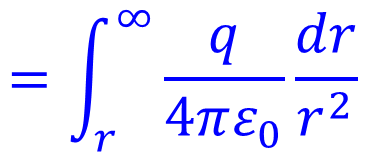 = ∫_r^∞ q/(4πε₀) dr/r²